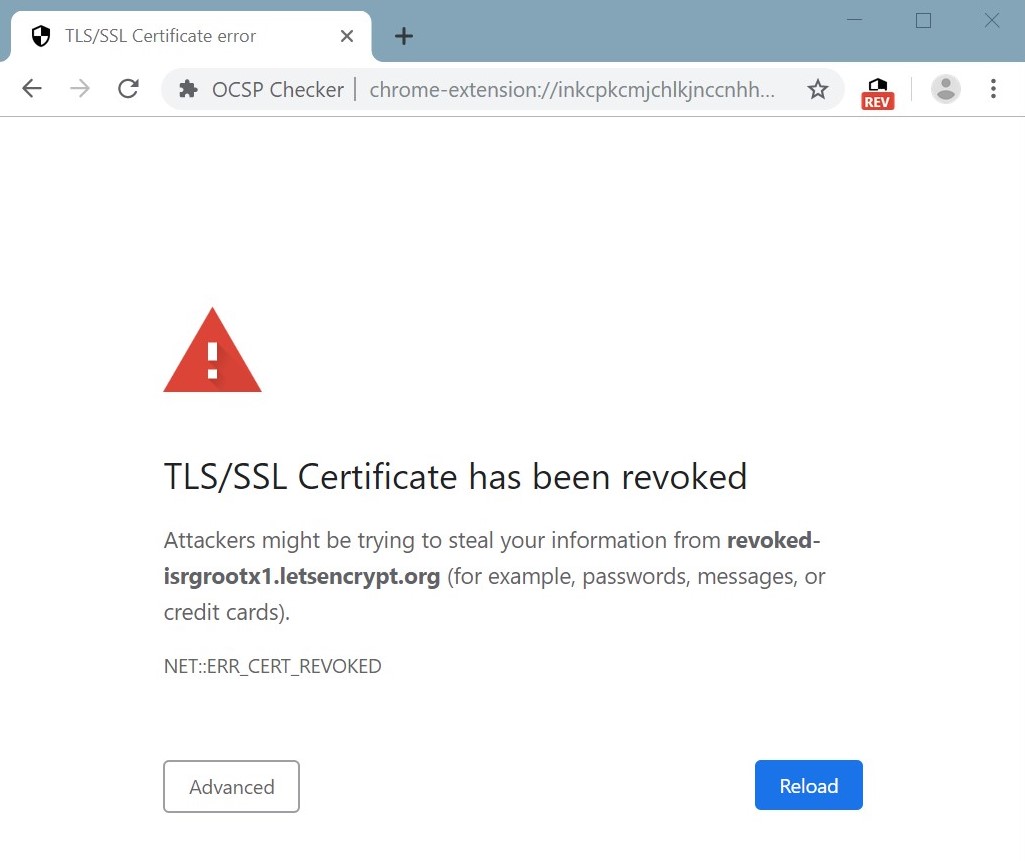 TLS/SSL Certificate error
OCSP Checker | chrome-extension://inkcpkcmjchlkjnccnhh...
REV
TLS/SSL Certificate has been revoked
Attackers might be trying to steal your information from revoked-
isrgrootx1.letsencrypt.org (for example, passwords, messages, or
credit cards).
NET::ERR_CERT_REVOKED
Advanced
Reload